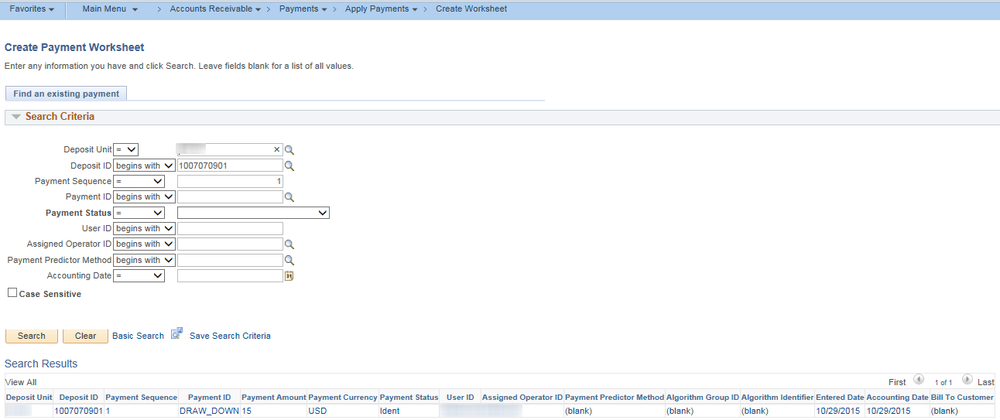 Favorites Main Menu > Accounts Receivable > Payments > Apply Payments > Create Worksheet
Create Payment Worksheet
Enter any information you have and click Search. Leave fields blank for a list of all values.
Find an existing payment
Search Criteria
Deposit Unit =
Deposit ID begins with 1007070901
Payment Sequence = 1
Payment ID begins with
Payment Status =
User ID begins with
Assigned Operator ID begins with
Payment Predictor Method begins with
Accounting Date =
Case Sensitive
Search Clear Basic Search Save Search Criteria
Search Results
View All First 1 of 1 Last
Deposit Unit Deposit ID Payment Sequence Payment ID Payment Amount Payment Currency Payment Status User ID Assigned Operator ID Payment Predictor Method Algorithm Group ID Algorithm Identifier Entered Date Accounting Date Bill To Customer
1007070901 1 DRAW_DOWN 15 USD Ident (blank) (blank) (blank) 10/29/2015 10/29/2015 (blank)